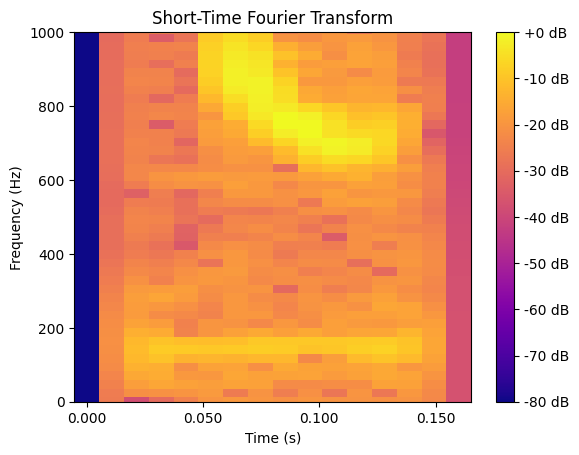 Short-Time Fourier Transform
1000
800
600
400
200
0
Frequency (Hz)
0.000
0.050
0.100
0.150
Time (s)
+0 dB
-10 dB
-20 dB
-30 dB
-40 dB
-50 dB
-60 dB
-70 dB
-80 dB